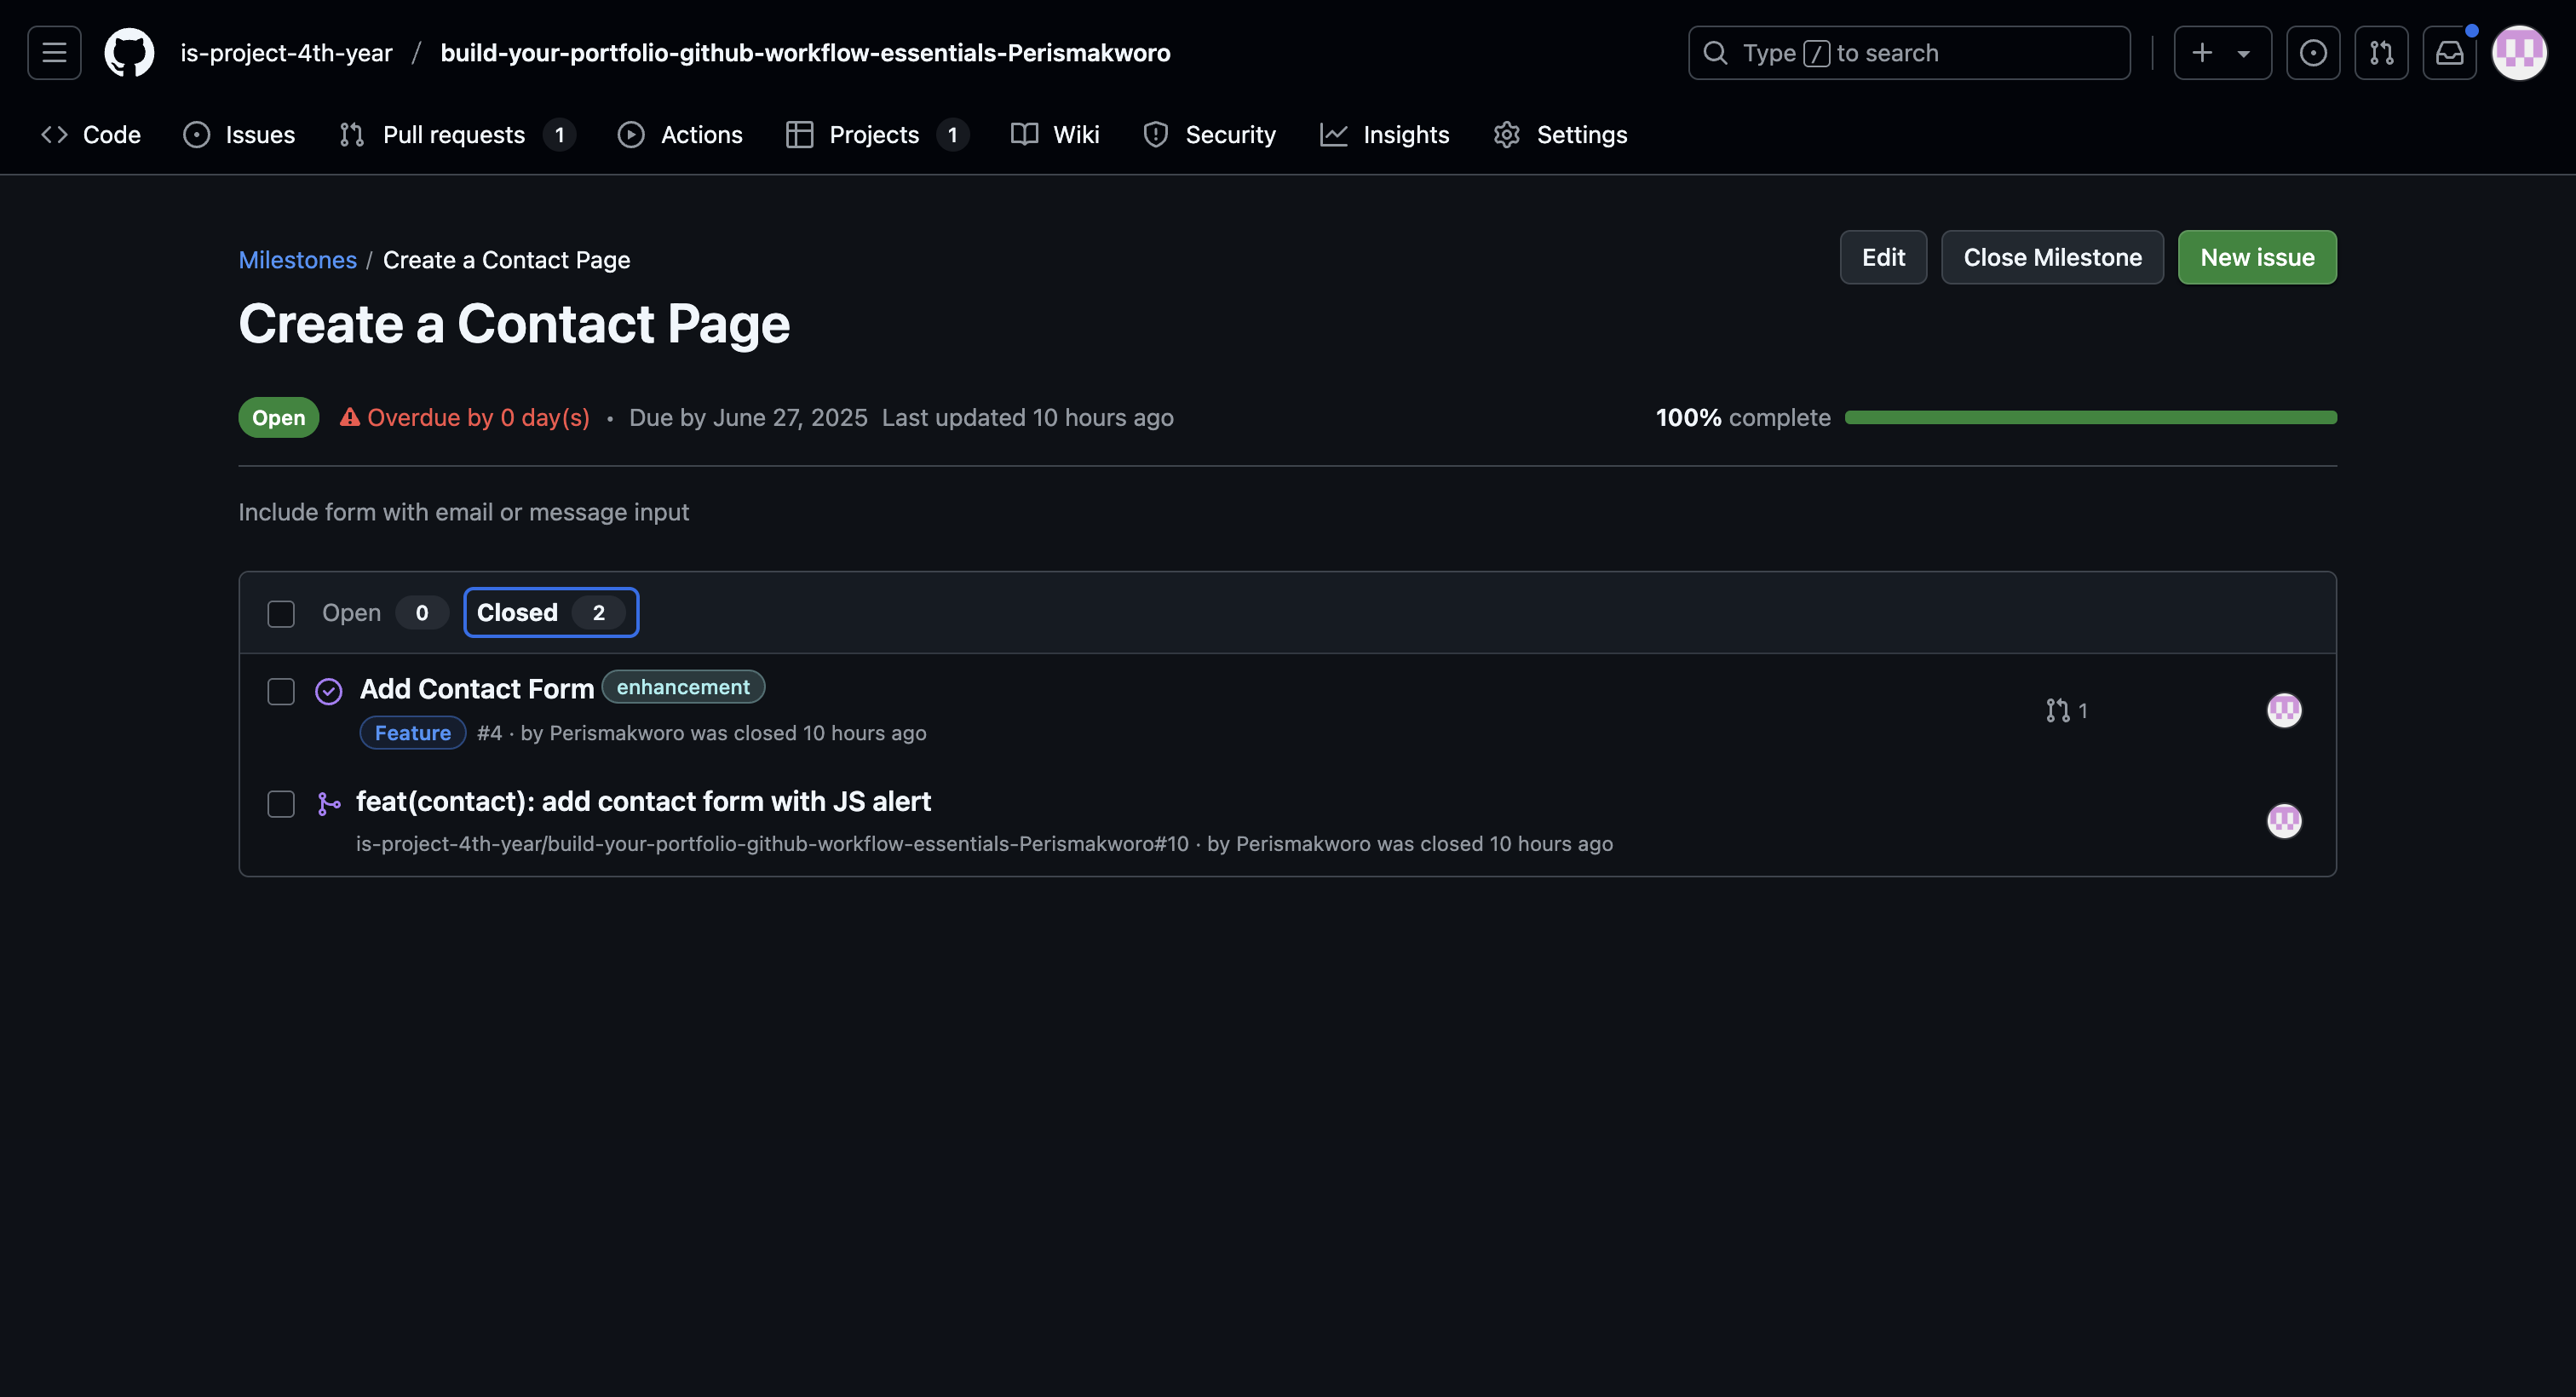 is-project-4th-year / build-your-portfolio-github-workflow-essentials-Perismakworo
Type / to search
Code Issues Pull requests 1 Actions Projects 1 Wiki Security Insights Settings
Milestones / Create a Contact Page
Edit Close Milestone New issue
Create a Contact Page
Open Overdue by 0 day(s) • Due by June 27, 2025 Last updated 10 hours ago 100% complete
Include form with email or message input
Open 0 Closed 2
Add Contact Form enhancement
1
Feature #4 · by Perismakworo was closed 10 hours ago
feat(contact): add contact form with JS alert
is-project-4th-year/build-your-portfolio-github-workflow-essentials-Perismakworo#10 · by Perismakworo was closed 10 hours ago